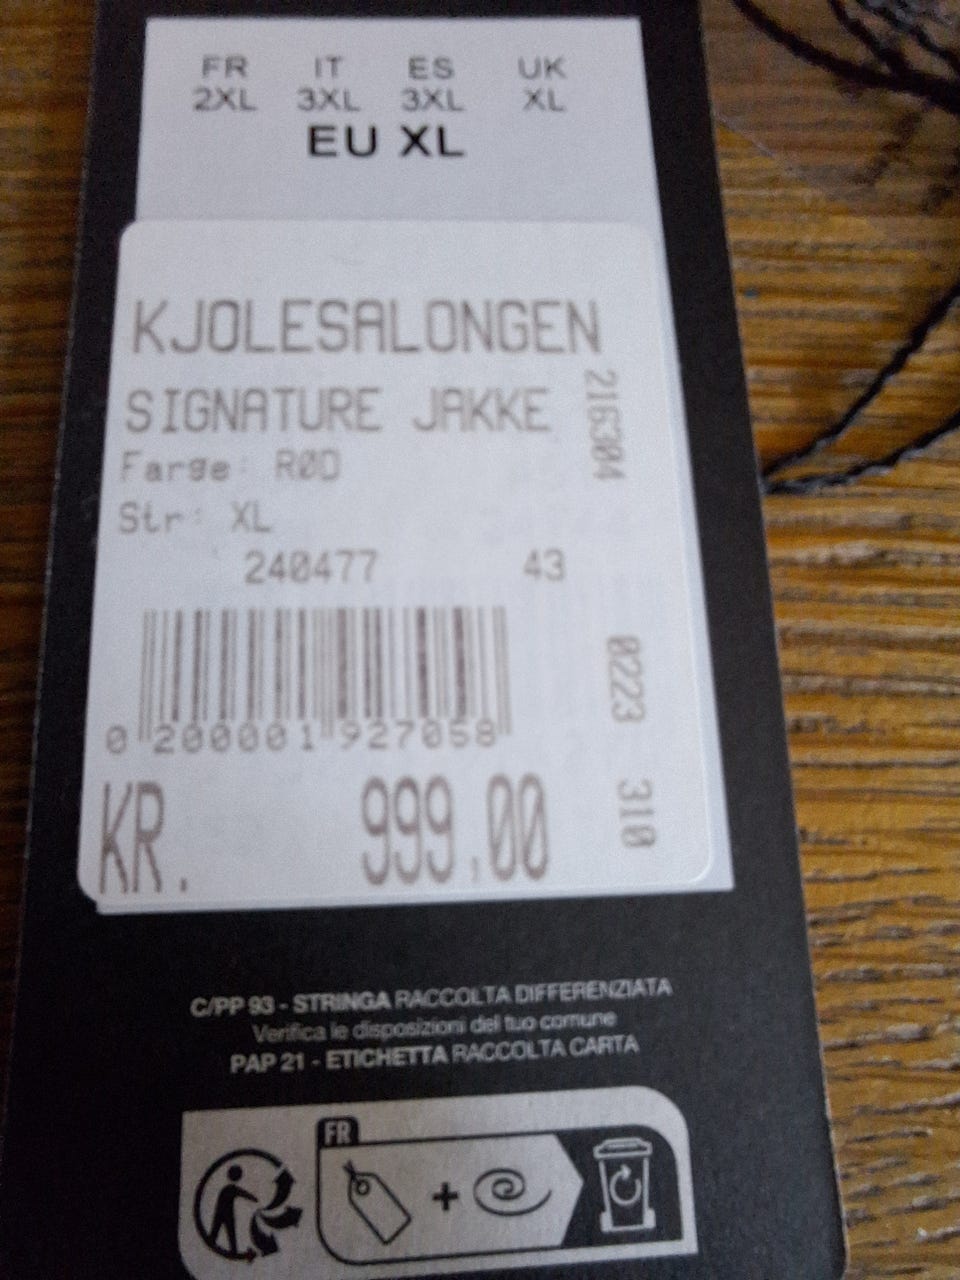 FR IT ES UK
2XL 3XL 3XL XL
EU XL
KJOLESALONGEN
SIGNATURE JAKKE
Farge: RØD
Str: XL
240477 43
0 200001 927058
KR. 999,00
216304
0223
310
C/PP 93 - STRINGA RACCOLTA DIFFERENZIATA
Verifica le disposizioni del tuo comune
PAP 21 - ETICHETTA RACCOLTA CARTA
FR
+